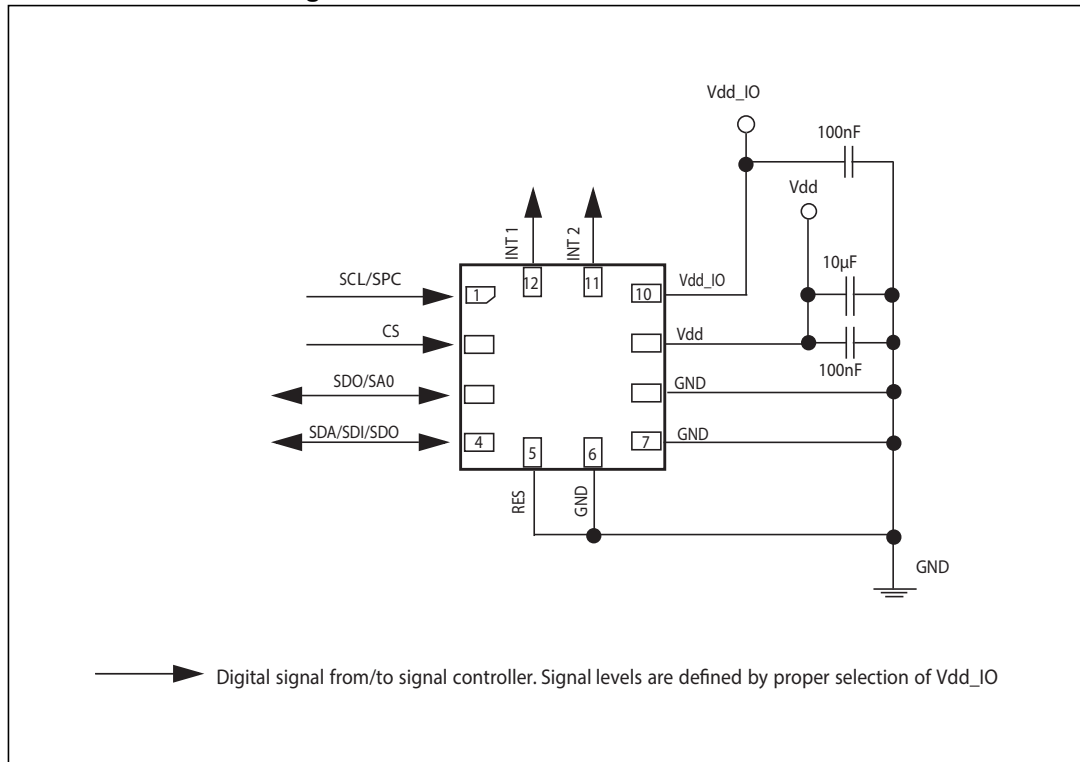 Vdd_IO
100nF
Vdd
INT 1
INT 2
10µF
SCL/SPC
1
12
11
10
Vdd_IO
CS
Vdd
100nF
SDO/SA0
GND
SDA/SDI/SDO
4
5
6
7
GND
RES
GND
GND
Digital signal from/to signal controller. Signal levels are defined by proper selection of Vdd_IO